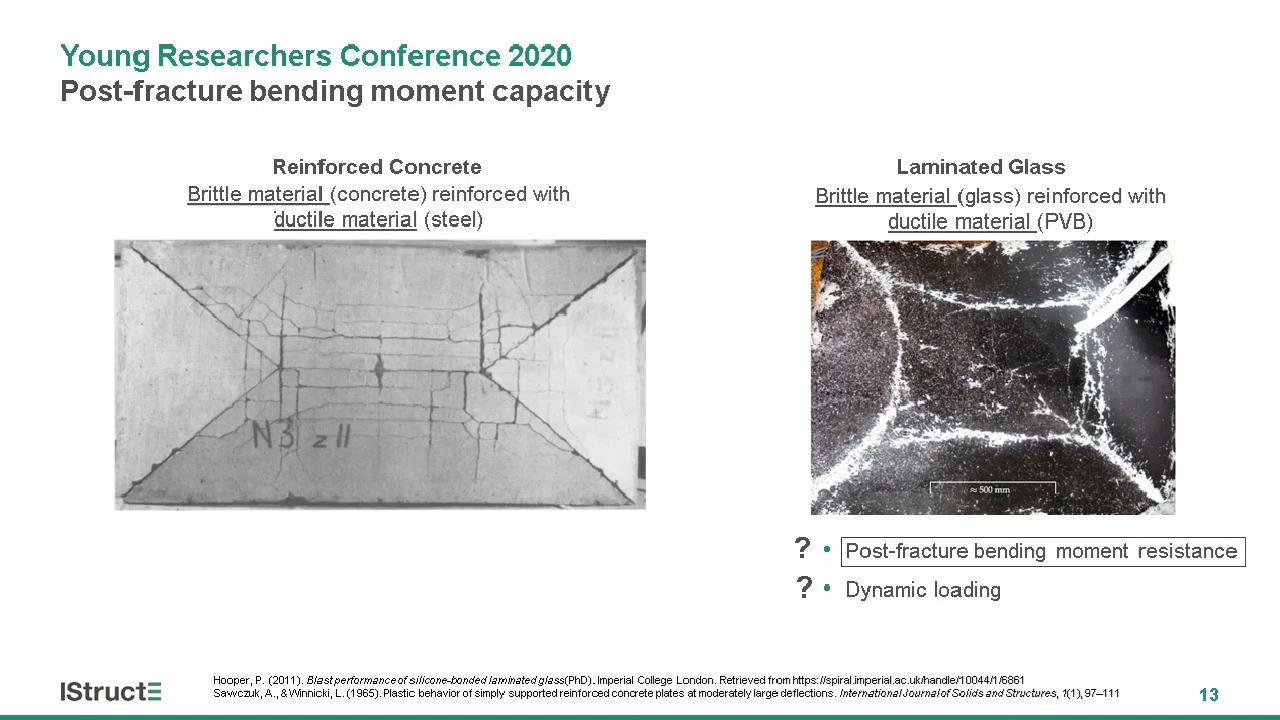 Young Researchers Conference 2020
Post-fracture bending moment capacity
Reinforced Concrete
Brittle material (concrete) reinforced with
ductile material (steel)
N3 z II
Laminated Glass
Brittle material (glass) reinforced with
ductile material (PVB)
≈ 500 mm
? • Post-fracture bending moment resistance
? • Dynamic loading
IStructE
Hooper, P. (2011). Blast performance of silicone-bonded laminated glass(PhD). Imperial College London. Retrieved from https://spiral.imperial.ac.uk/handle/10044/1/6861
Sawczuk, A., & Winnicki, L. (1965). Plastic behavior of simply supported reinforced concrete plates at moderately large deflections. International Journal of Solids and Structures, 1(1), 97–111
13